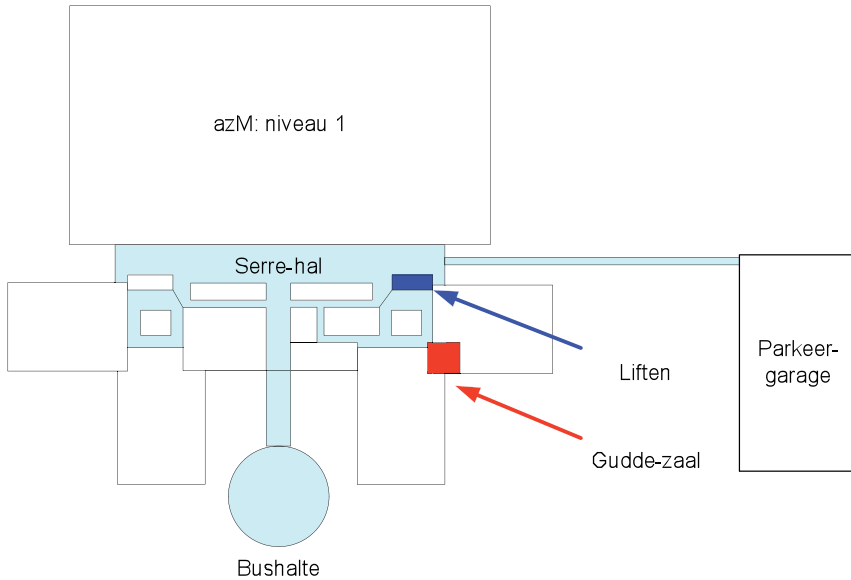 azM: niveau 1
Serre-hal
Liften
Parkeer-
garage
Gudde-zaal
Bushalte